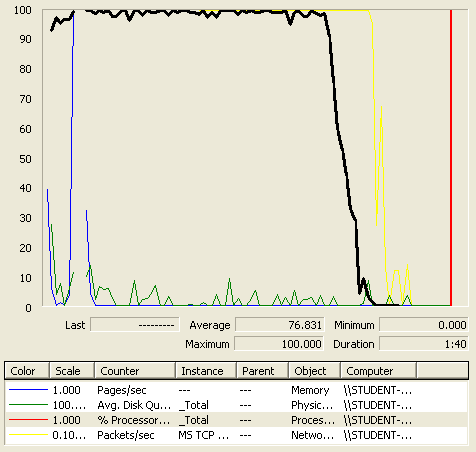 100
90
80
70
60
50
40
30
20
10
0
Last --------- Average 76.831 Minimum 0.000
Maximum 100.000 Duration 1:40
Color Scale Counter Instance Parent Object Computer
1.000 Pages/sec --- --- Memory \\STUDENT-...
100.... Avg. Disk Qu... _Total --- Physic... \\STUDENT-...
1.000 % Processor... _Total --- Proces... \\STUDENT-...
0.10... Packets/sec MS TCP ... --- Netwo... \\STUDENT-...